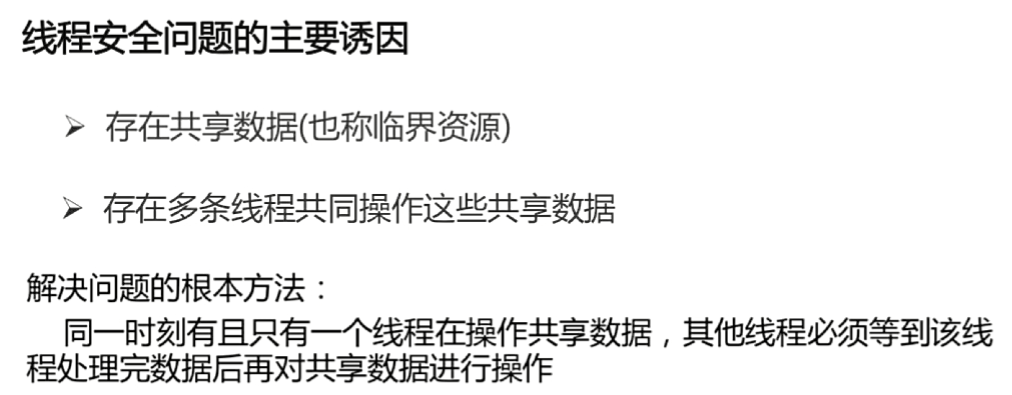 线程安全问题的主要诱因
➢ 存在共享数据(也称临界资源)
➢ 存在多条线程共同操作这些共享数据
解决问题的根本方法：
同一时刻有且只有一个线程在操作共享数据，其他线程必须等到该线
程处理完数据后再对共享数据进行操作